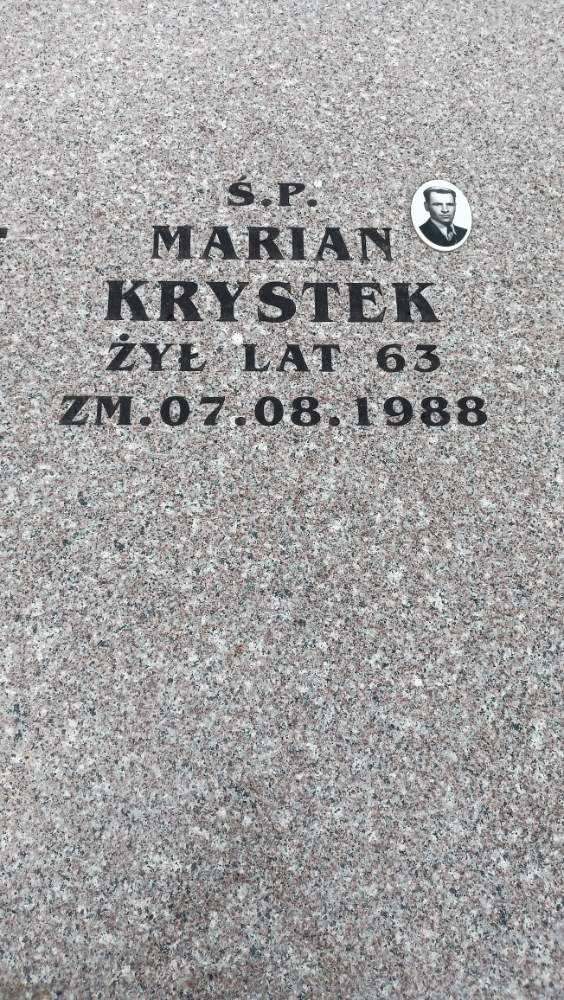 Ś.P.
MARIAN
KRYSTEK
ŻYŁ LAT 63
ZM.07.08.1988